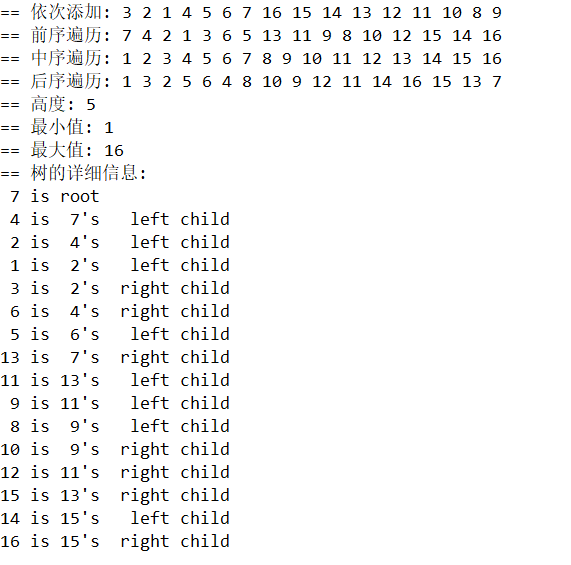 == 依次添加: 3 2 1 4 5 6 7 16 15 14 13 12 11 10 8 9
== 前序遍历: 7 4 2 1 3 6 5 13 11 9 8 10 12 15 14 16
== 中序遍历: 1 2 3 4 5 6 7 8 9 10 11 12 13 14 15 16
== 后序遍历: 1 3 2 5 6 4 8 10 9 12 11 14 16 15 13 7
== 高度: 5
== 最小值: 1
== 最大值: 16
== 树的详细信息:
 7 is root
 4 is  7's   left child
 2 is  4's   left child
 1 is  2's   left child
 3 is  2's  right child
 6 is  4's  right child
 5 is  6's   left child
13 is  7's  right child
11 is 13's   left child
 9 is 11's   left child
 8 is  9's   left child
10 is  9's  right child
12 is 11's  right child
15 is 13's  right child
14 is 15's   left child
16 is 15's  right child